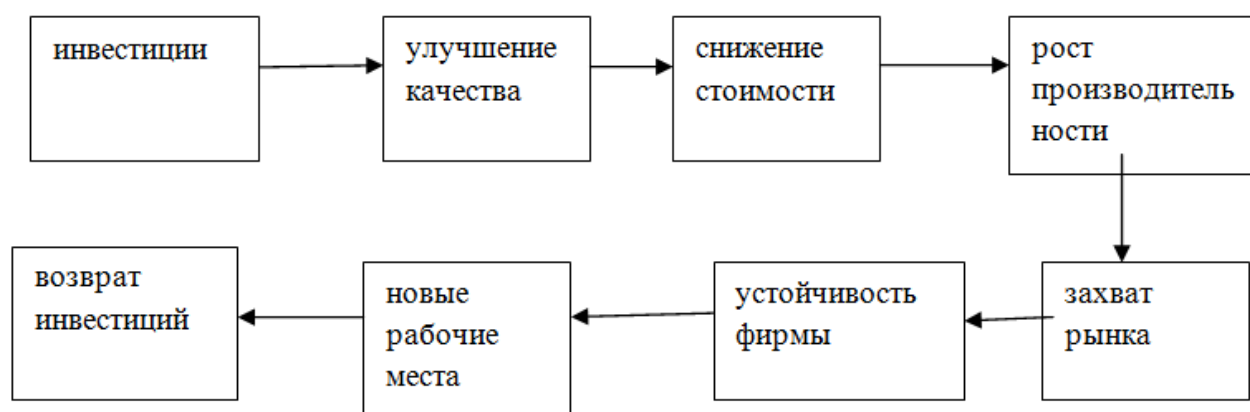 инвестиции
улучшение
качества
снижение
стоимости
рост
производитель
ности
захват
рынка
устойчивость
фирмы
новые
рабочие
места
возврат
инвестиций